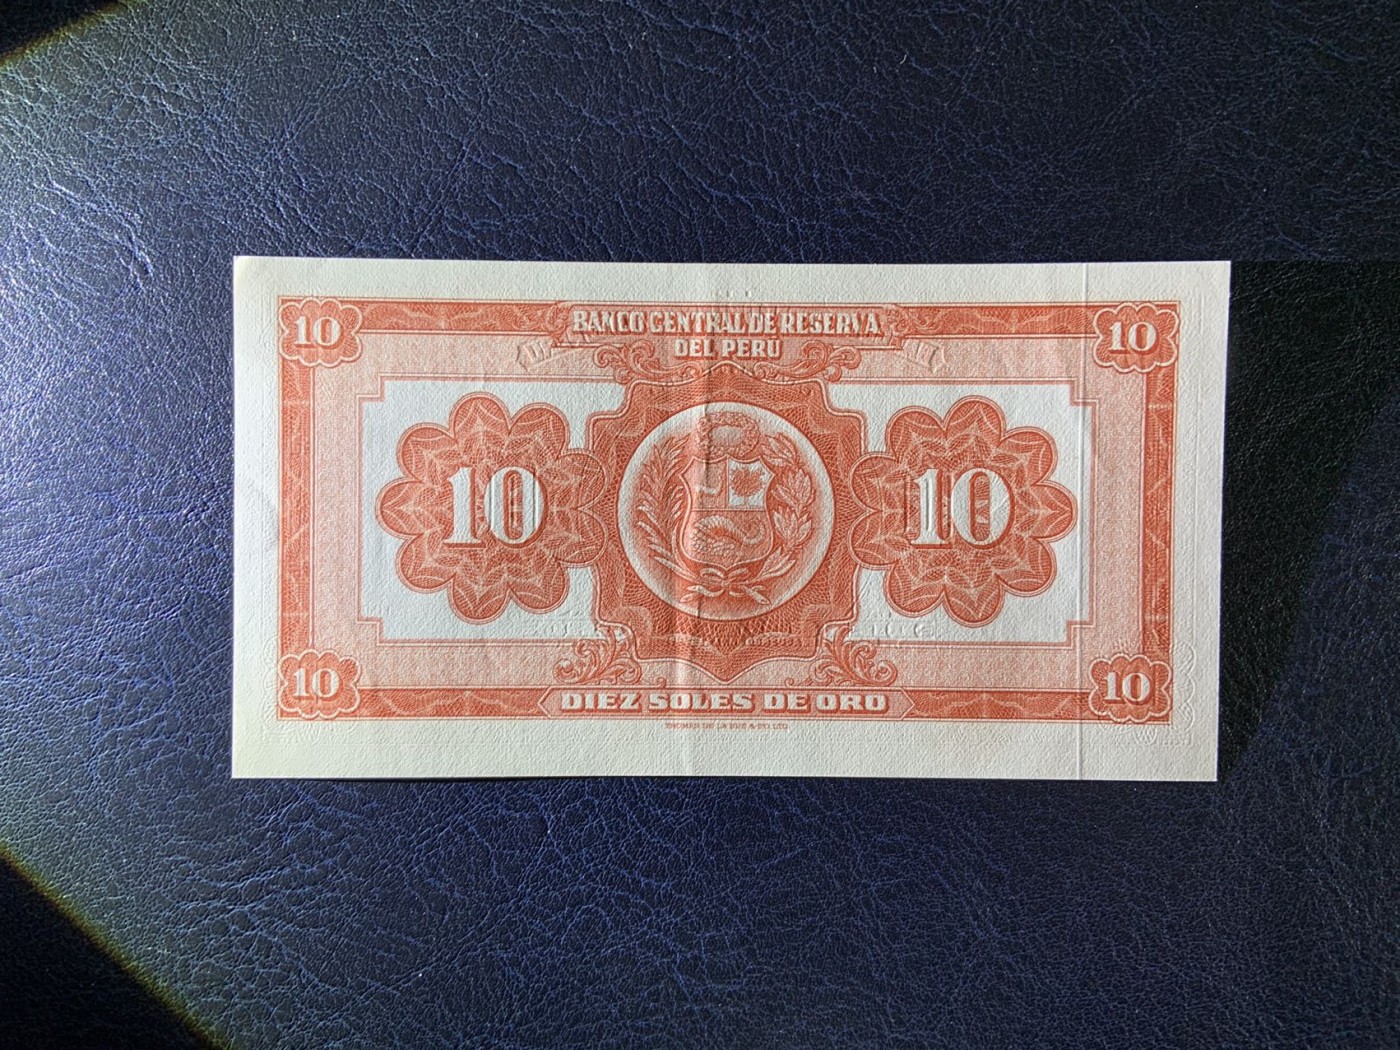 10 BANCO CENTRAL DE RESERVA 10
DEL PERU
10 10
10 DIEZ SOLES DE ORO 10
THOMAS DE LA RUE & CO. LTD.